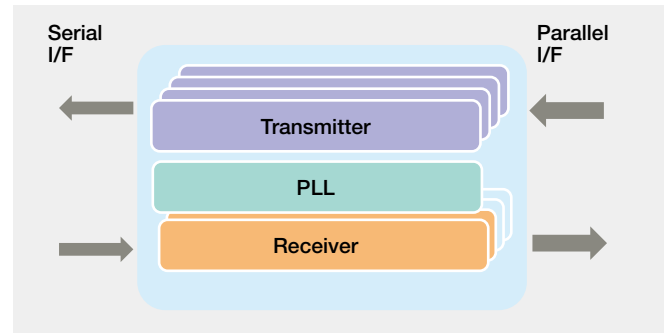 Serial
I/F
Parallel
I/F
Transmitter
PLL
Receiver